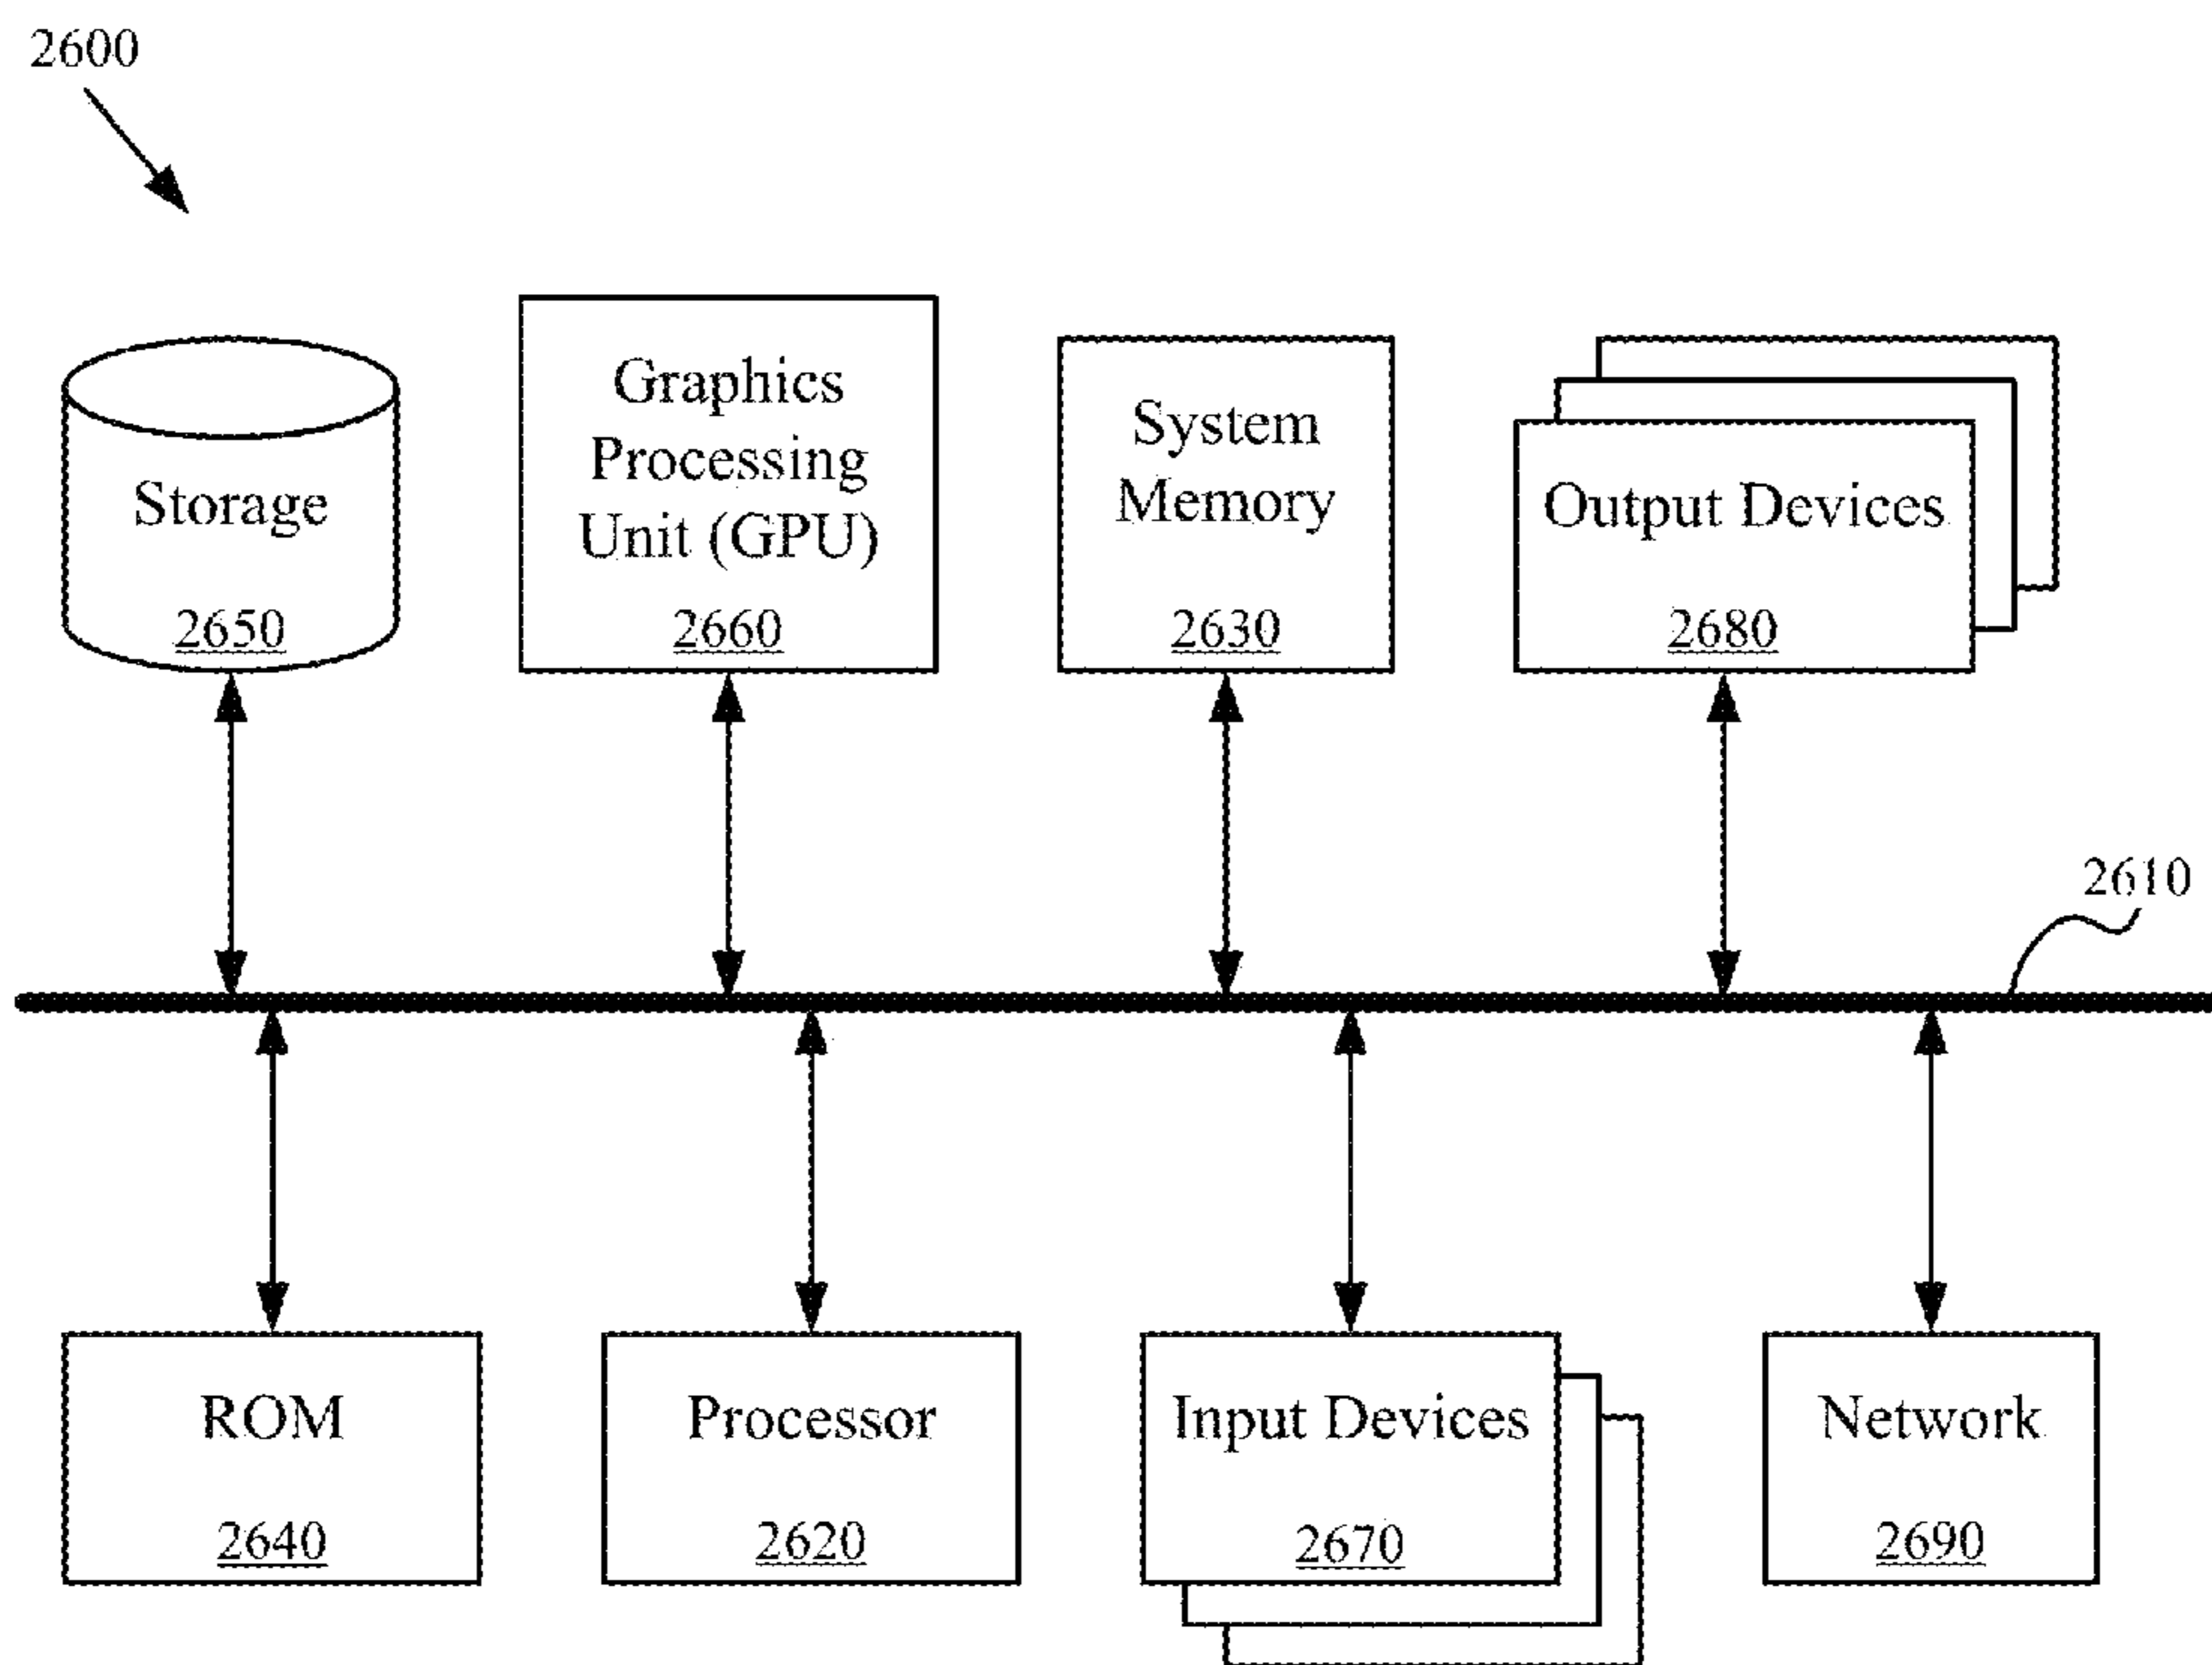 2600
Storage
2650
Graphics
Processing
Unit (GPU)
2660
System
Memory
2630
Output Devices
2680
2610
ROM
2640
Processor
2620
Input Devices
2670
Network
2690